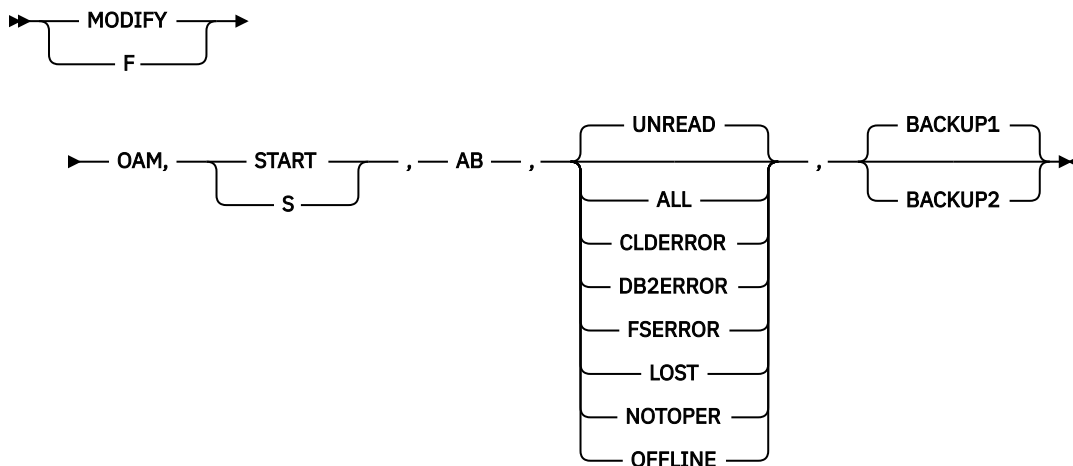 MODIFY
F
OAM, START , AB , UNREAD , BACKUP1
S ALL BACKUP2
CLDERROR
DB2ERROR
FSERROR
LOST
NOTOPER
OFFLINE